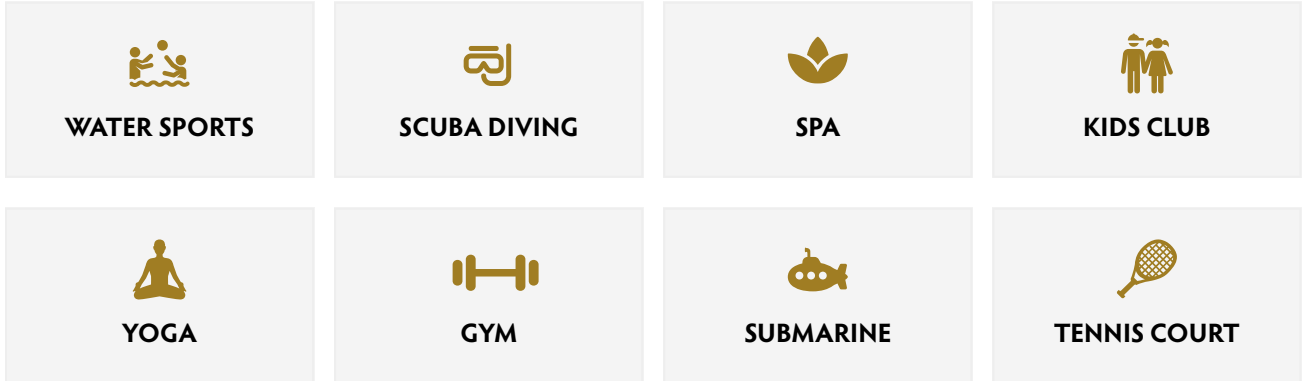 WATER SPORTS
SCUBA DIVING
SPA
KIDS CLUB
YOGA
GYM
SUBMARINE
TENNIS COURT